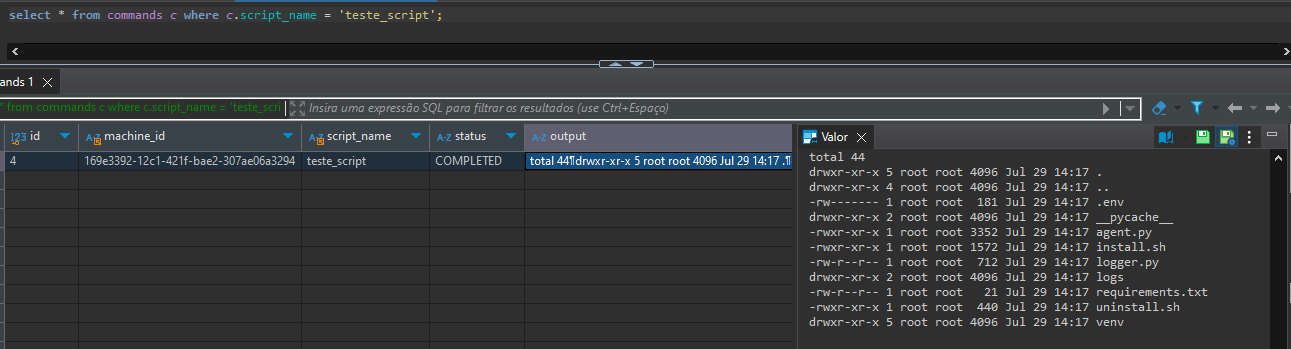 select * from commands c where c.script_name = 'teste_script';
ands 1
* from commands c where c.script_name = 'teste_scri
Insira uma expressão SQL para filtrar os resultados (use Ctrl+Espaço)
123 id
A-Z machine_id
A-Z script_name
A-Z status
A-Z output
4
169e3392-12c1-421f-bae2-307ae06a3294
teste_script
COMPLETED
total 44¶drwxr-xr-x 5 root root 4096 Jul 29 14:17 .¶
Valor
total 44
drwxr-xr-x 5 root root 4096 Jul 29 14:17 .
drwxr-xr-x 4 root root 4096 Jul 29 14:17 ..
-rw------- 1 root root  181 Jul 29 14:17 .env
drwxr-xr-x 2 root root 4096 Jul 29 14:17 __pycache__
-rwxr-xr-x 1 root root 3352 Jul 29 14:17 agent.py
-rwxr-xr-x 1 root root 1572 Jul 29 14:17 install.sh
-rw-r--r-- 1 root root  712 Jul 29 14:17 logger.py
drwxr-xr-x 2 root root 4096 Jul 29 14:17 logs
-rw-r--r-- 1 root root   21 Jul 29 14:17 requirements.txt
-rwxr-xr-x 1 root root  440 Jul 29 14:17 uninstall.sh
drwxr-xr-x 5 root root 4096 Jul 29 14:17 venv